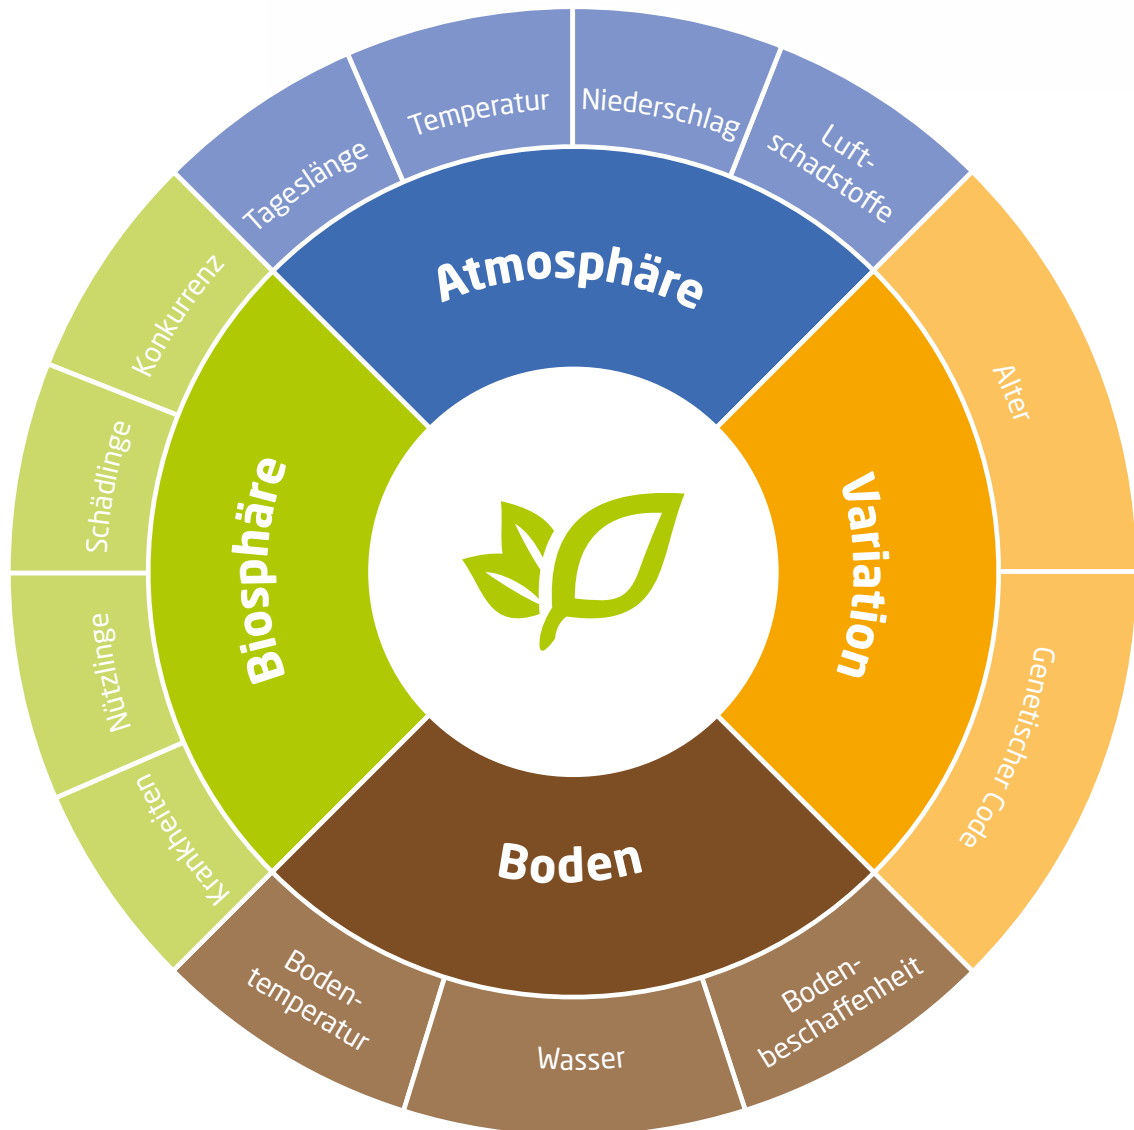 Tageslänge
Temperatur
Niederschlag
Luft-
schadstoffe
Atmosphäre
Konkurrenz
Schädlinge
Nützlinge
Krankheiten
Biosphäre
Alter
Genetischer Code
Variation
Boden
Boden-
temperatur
Wasser
Boden-
beschaffenheit